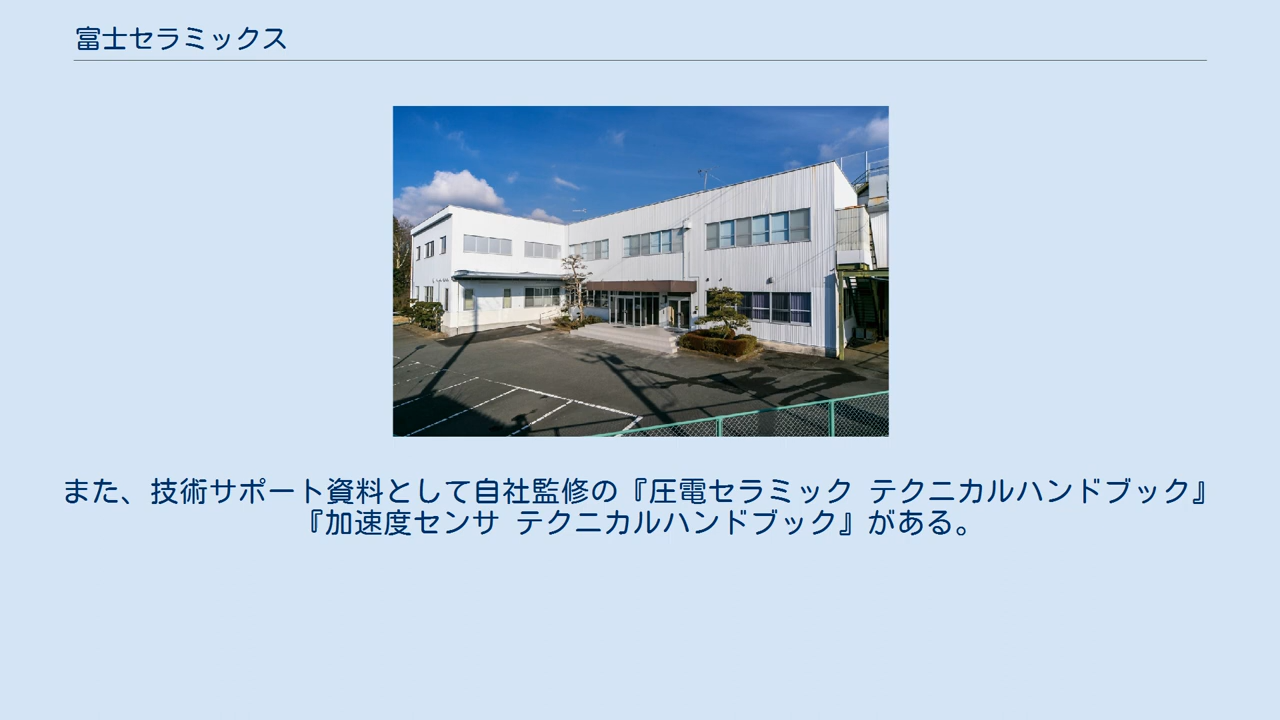 富士セラミックス
また、技術サポート資料として自社監修の『圧電セラミック テクニカルハンドブック』
『加速度センサ テクニカルハンドブック』がある。